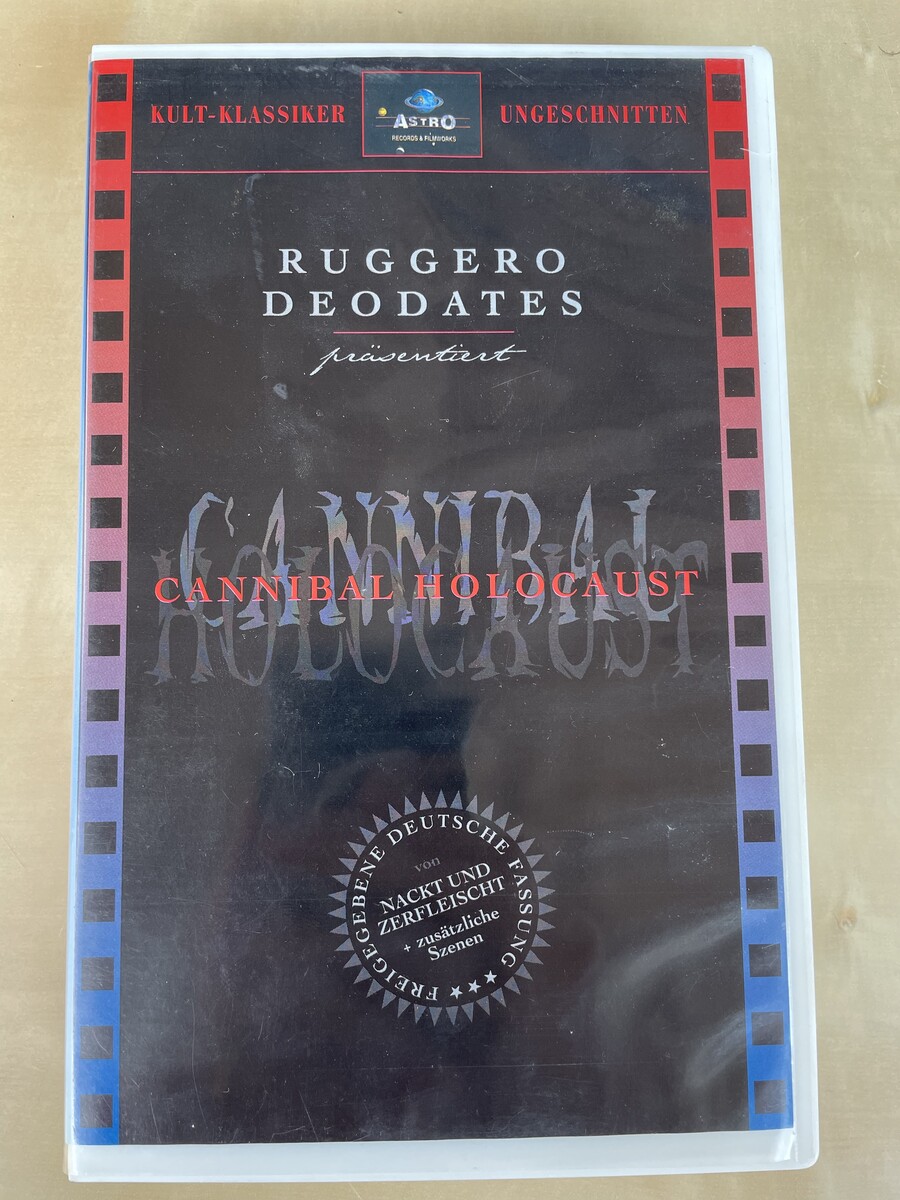 KULT-KLASSIKER
ASTRO
RECORDS & FILMWORKS
UNGESCHNITTEN
RUGGERO
DEODATES
präsentiert
CANNIBAL
HOLOCAUST
CANNIBAL HOLOCAUST
FREIGEGEBENE DEUTSCHE FASSUNG
von
NACKT UND
ZERFLEISCHT
+ zusätzliche
Szenen